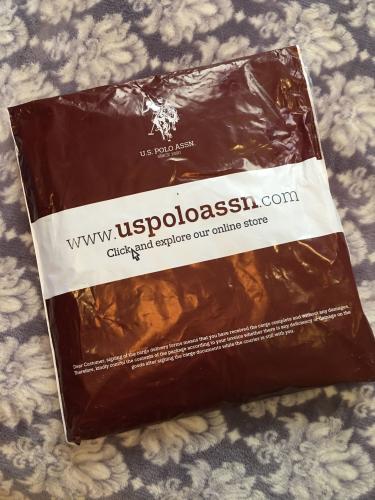 U.S. POLO ASSN.
SINCE 1890
www.uspoloassn.com
Click and explore our online store
Dear Costumer, signing of the cargo delivery forms means that you have received the cargo complete and without any damages.
Therefore, kindly control the contents of the package according to your invoice whether there is any deficiency or damage on the
goods after signing the cargo documents while the courier is still with you.